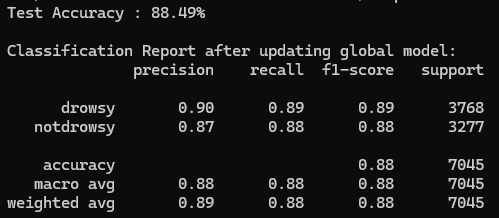 Test Accuracy : 88.49%
Classification Report after updating global model:
precision recall f1-score support
drowsy 0.90 0.89 0.89 3768
notdrowsy 0.87 0.88 0.88 3277
accuracy 0.88 7045
macro avg 0.88 0.88 0.88 7045
weighted avg 0.89 0.88 0.88 7045